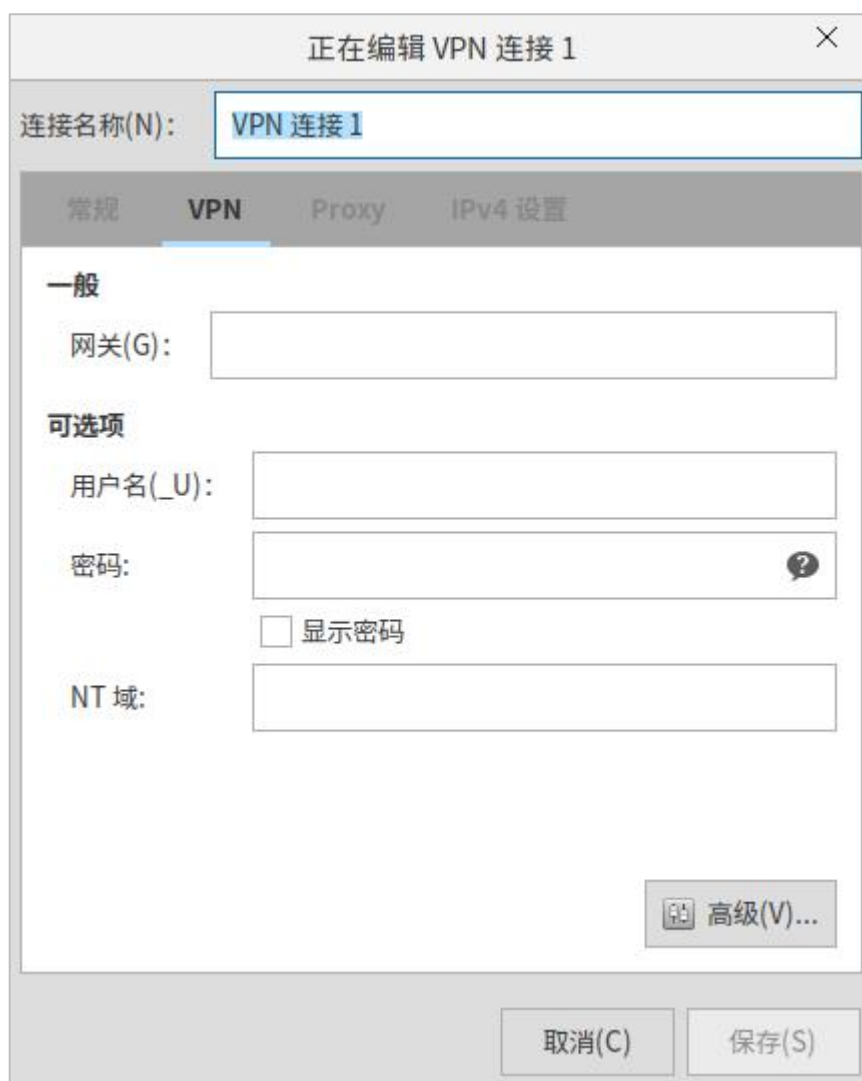 正在编辑 VPN 连接 1
连接名称(N)： VPN 连接 1
常规 VPN Proxy IPv4 设置
一般
网关(G)：
可选项
用户名(_U)：
密码:
显示密码
NT 域:
高级(V)...
取消(C) 保存(S)